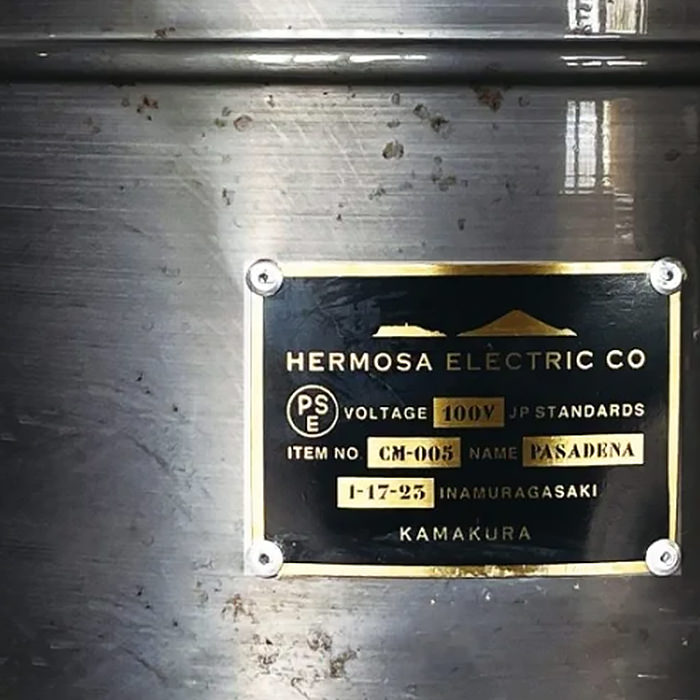 HERMOSA ELECTRIC CO
PSE VOLTAGE 100V JP STANDARDS
ITEM NO CM-005 NAME PASADENA
1-17-23 INAMURAGASAKI
KAMAKURA